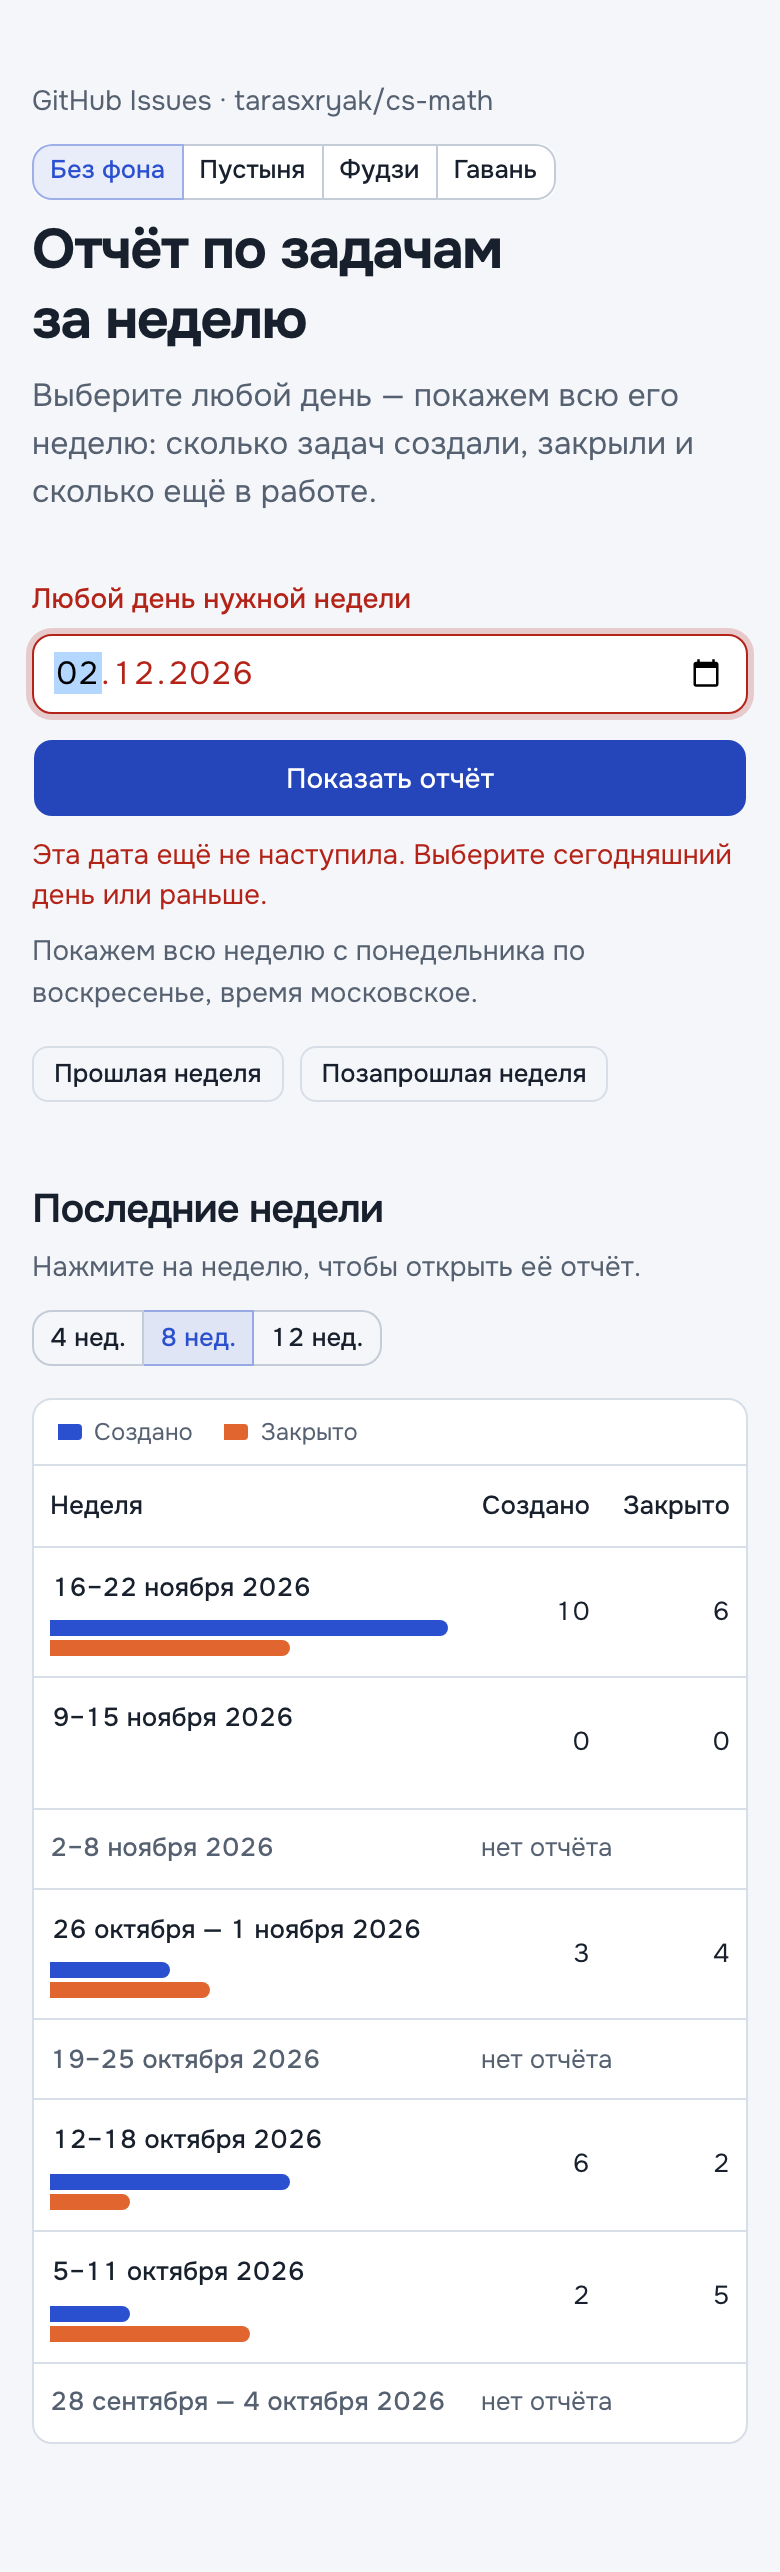 GitHub Issues · tarasxryak/cs-math
Без фона Пустыня Фудзи Гавань
Отчёт по задачам
за неделю
Выберите любой день — покажем всю его
неделю: сколько задач создали, закрыли и
сколько ещё в работе.
Любой день нужной недели
02.12.2026
Показать отчёт
Эта дата ещё не наступила. Выберите сегодняшний
день или раньше.
Покажем всю неделю с понедельника по
воскресенье, время московское.
Прошлая неделя Позапрошлая неделя
Последние недели
Нажмите на неделю, чтобы открыть её отчёт.
4 нед. 8 нед. 12 нед.
Создано Закрыто
Неделя Создано Закрыто
16–22 ноября 2026 10 6
9–15 ноября 2026 0 0
2–8 ноября 2026 нет отчёта
26 октября — 1 ноября 2026 3 4
19–25 октября 2026 нет отчёта
12–18 октября 2026 6 2
5–11 октября 2026 2 5
28 сентября — 4 октября 2026 нет отчёта